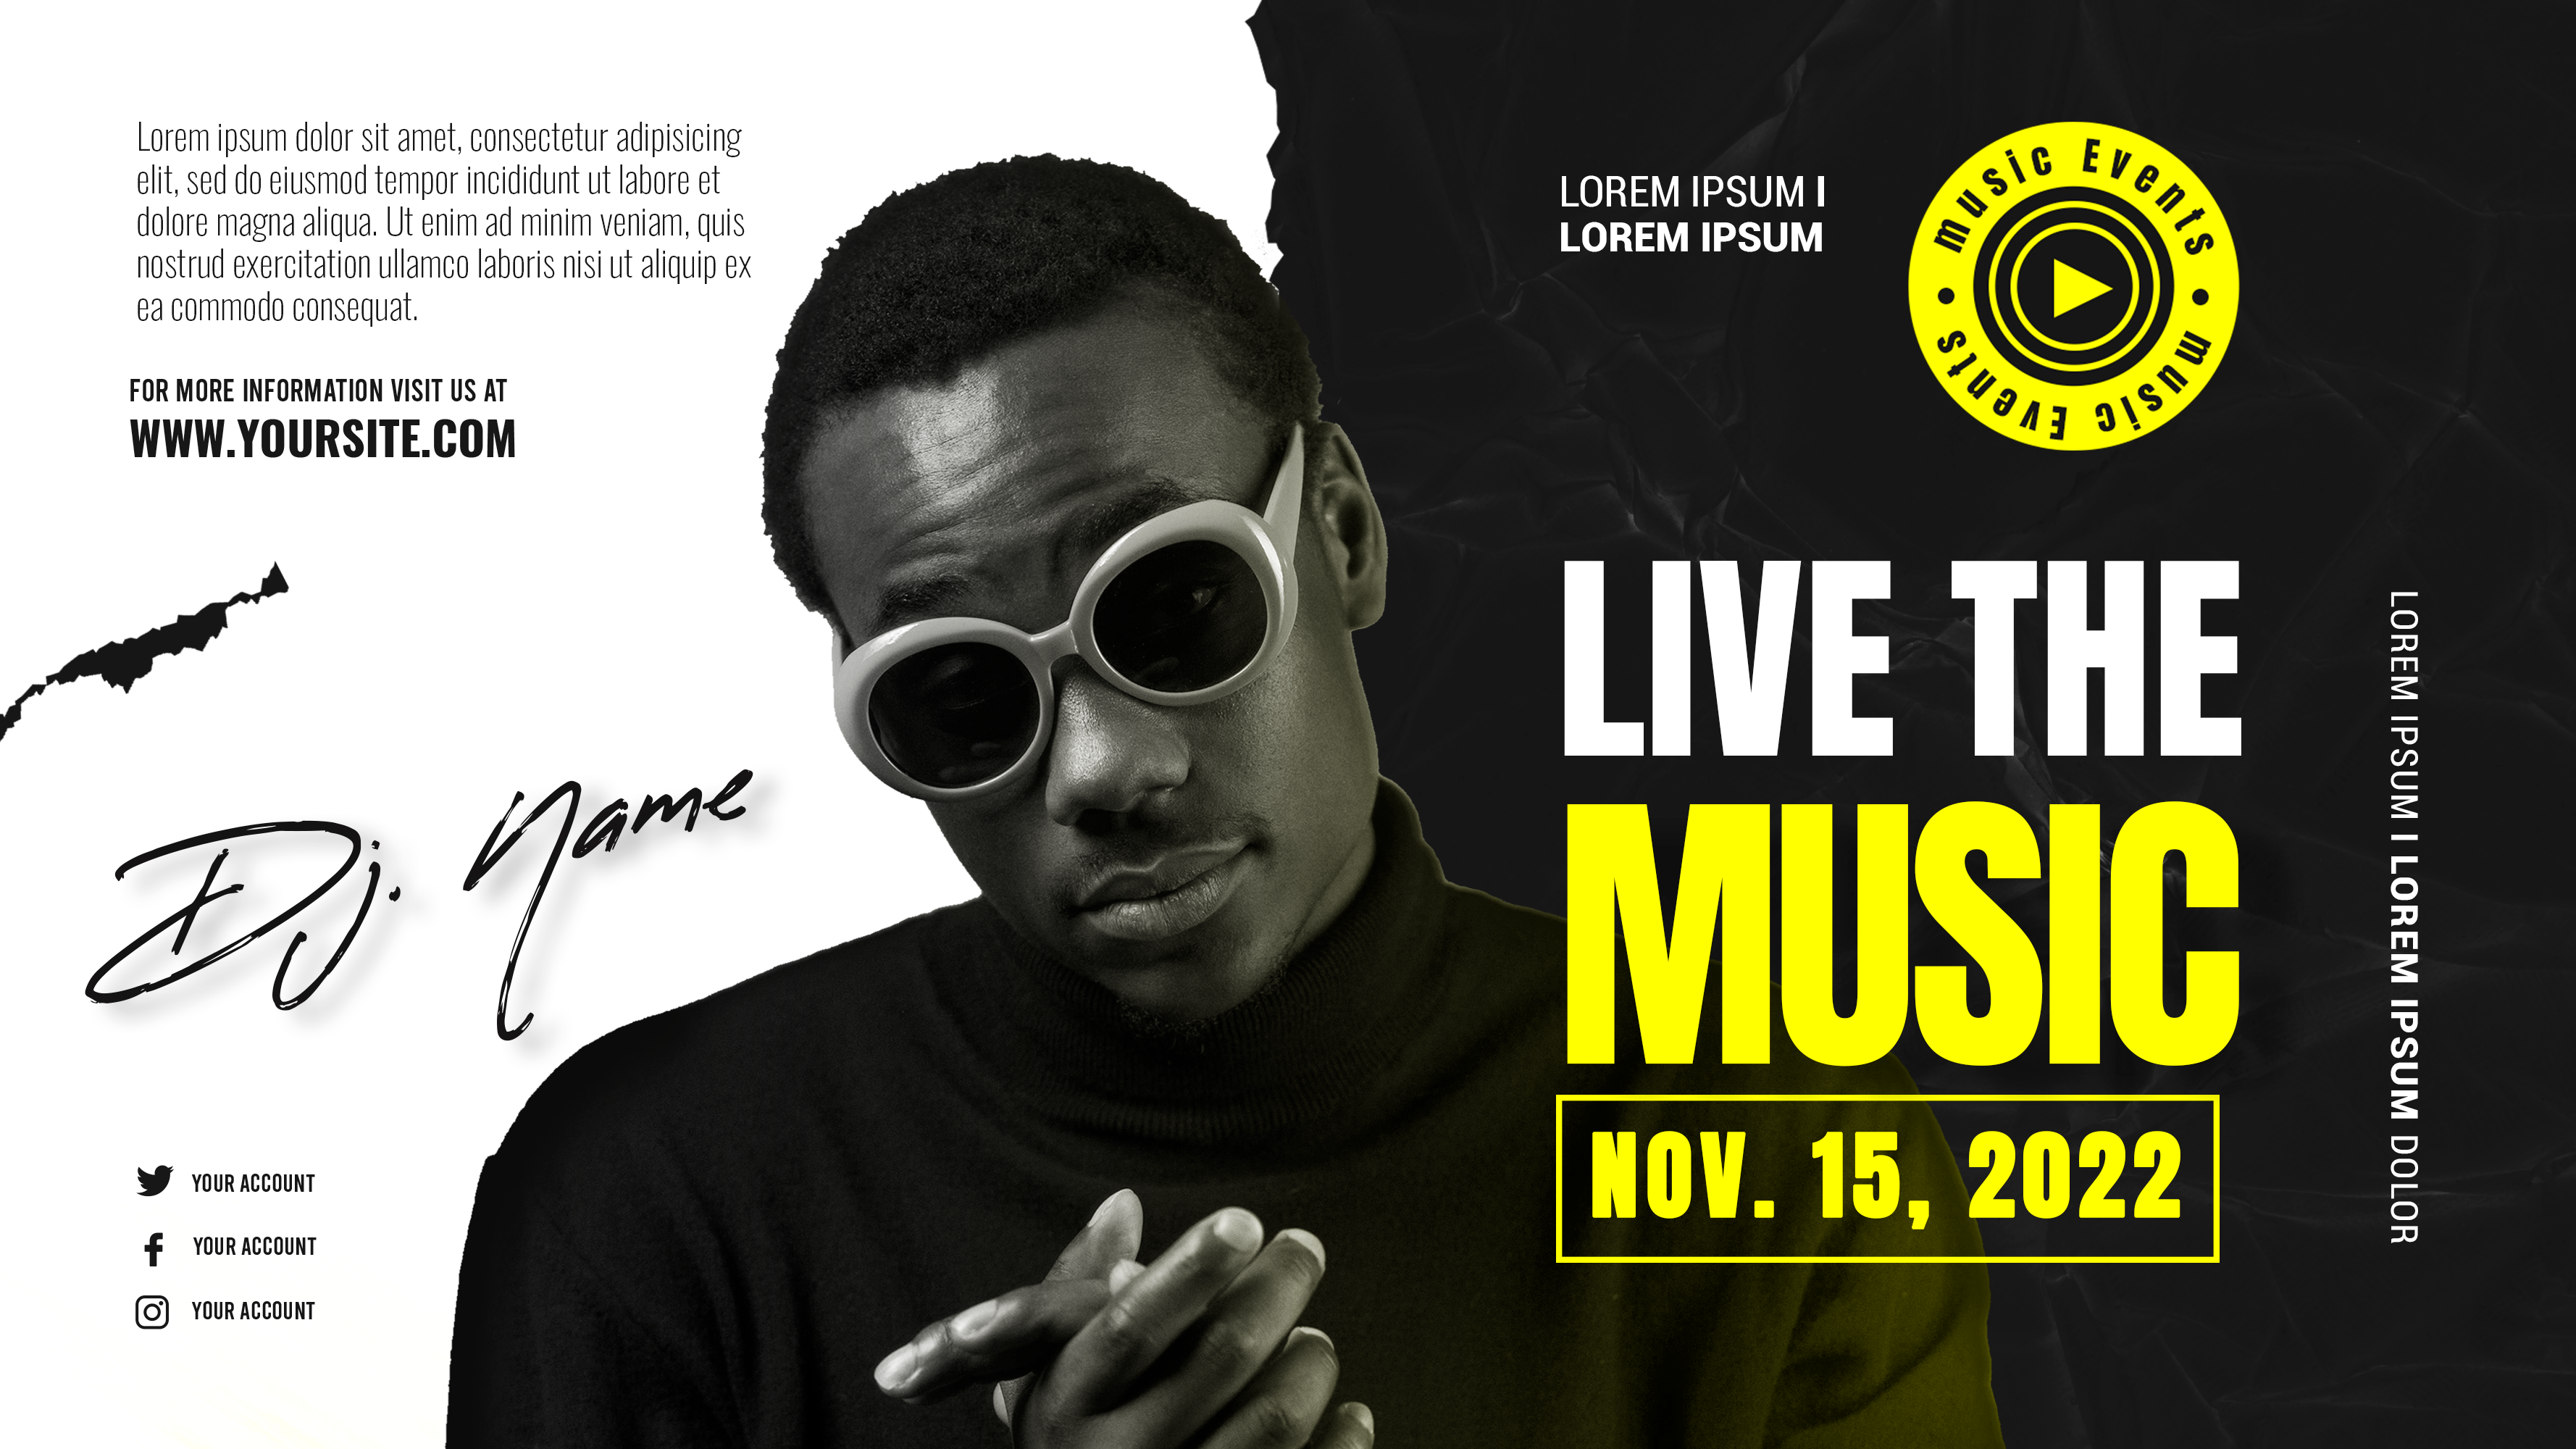 Lorem ipsum dolor sit amet, consectetur adipisicing
elit, sed do eiusmod tempor incididunt ut labore et
dolore magna aliqua. Ut enim ad minim veniam, quis
nostrud exercitation ullamco laboris nisi ut aliquip ex
ea commodo consequat.
FOR MORE INFORMATION VISIT US AT
WWW.YOURSITE.COM
Dj. Name
YOUR ACCOUNT
YOUR ACCOUNT
YOUR ACCOUNT
LOREM IPSUM I
LOREM IPSUM
music Events • music Events •
LIVE THE
MUSIC
NOV. 15, 2022
LOREM IPSUM I LOREM IPSUM DOLOR